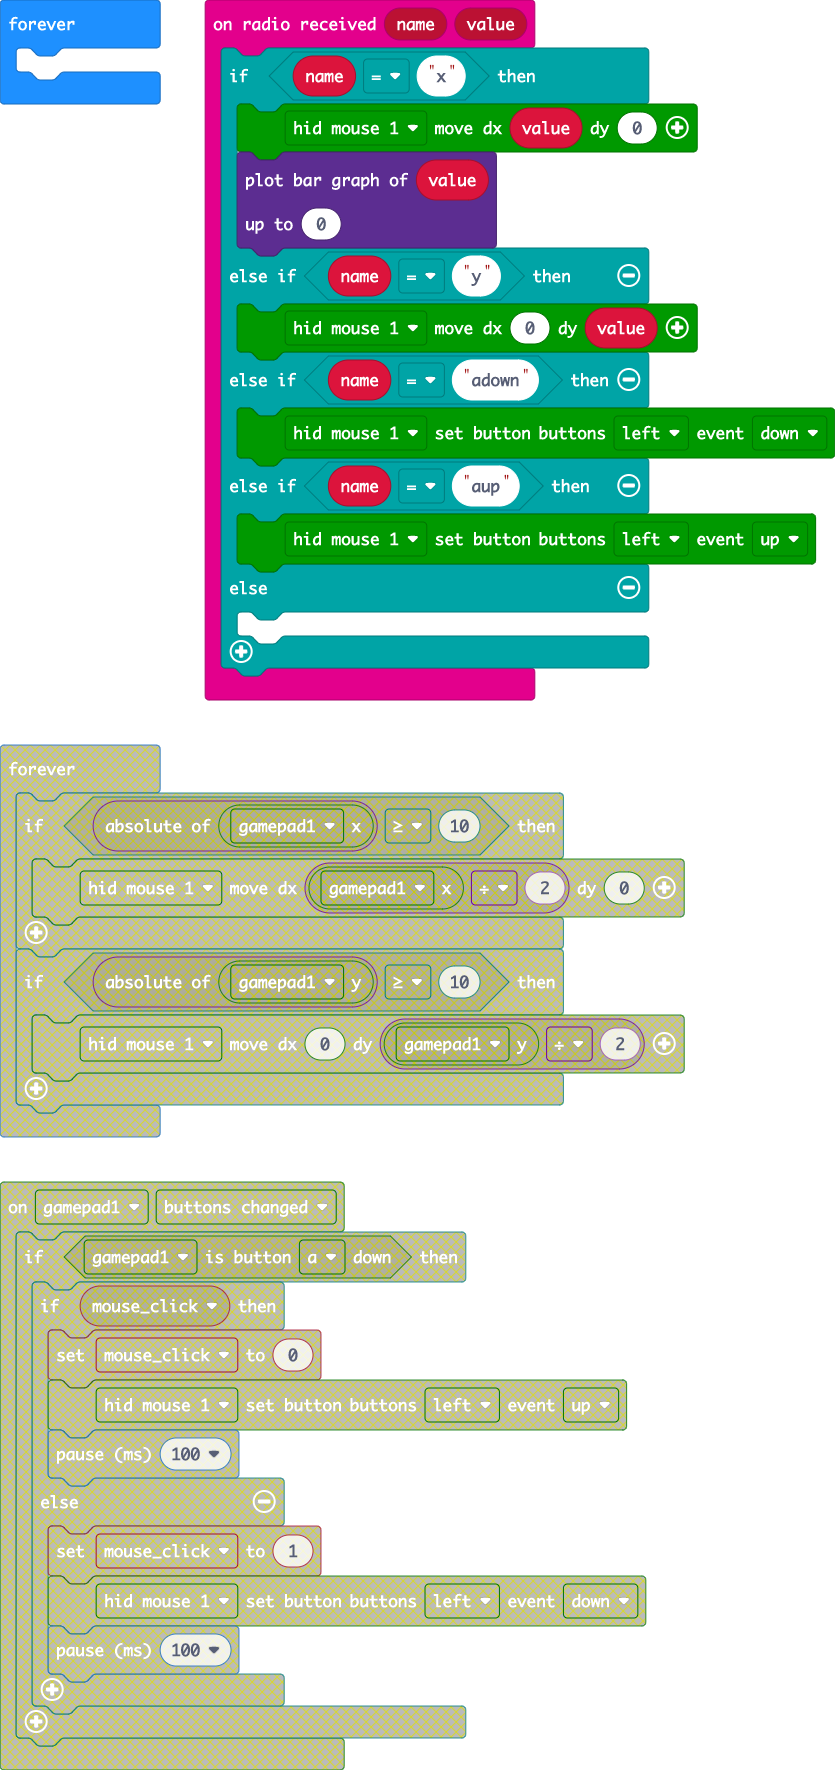 forever
on radio received name value
if name = "x" then
hid mouse 1 move dx value dy 0
plot bar graph of value
up to 0
else if name = "y" then
hid mouse 1 move dx 0 dy value
else if name = "adown" then
hid mouse 1 set button buttons left event down
else if name = "aup" then
hid mouse 1 set button buttons left event up
else
forever
if absolute of gamepad1 x ≥ 10 then
hid mouse 1 move dx gamepad1 x ÷ 2 dy 0
if absolute of gamepad1 y ≥ 10 then
hid mouse 1 move dx 0 dy gamepad1 y ÷ 2
on gamepad1 buttons changed
if gamepad1 is button a down then
if mouse_click then
set mouse_click to 0
hid mouse 1 set button buttons left event up
pause (ms) 100
else
set mouse_click to 1
hid mouse 1 set button buttons left event down
pause (ms) 100